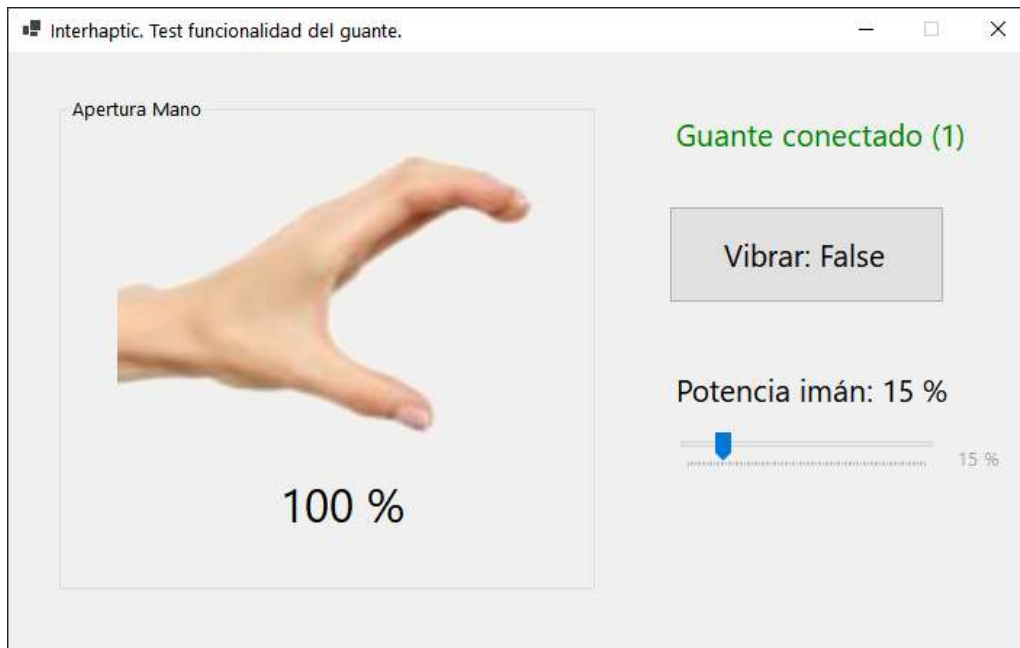 Interhaptic. Test funcionalidad del guante.
Apertura Mano
100 %
Guante conectado (1)
Vibrar: False
Potencia imán: 15 %
15 %